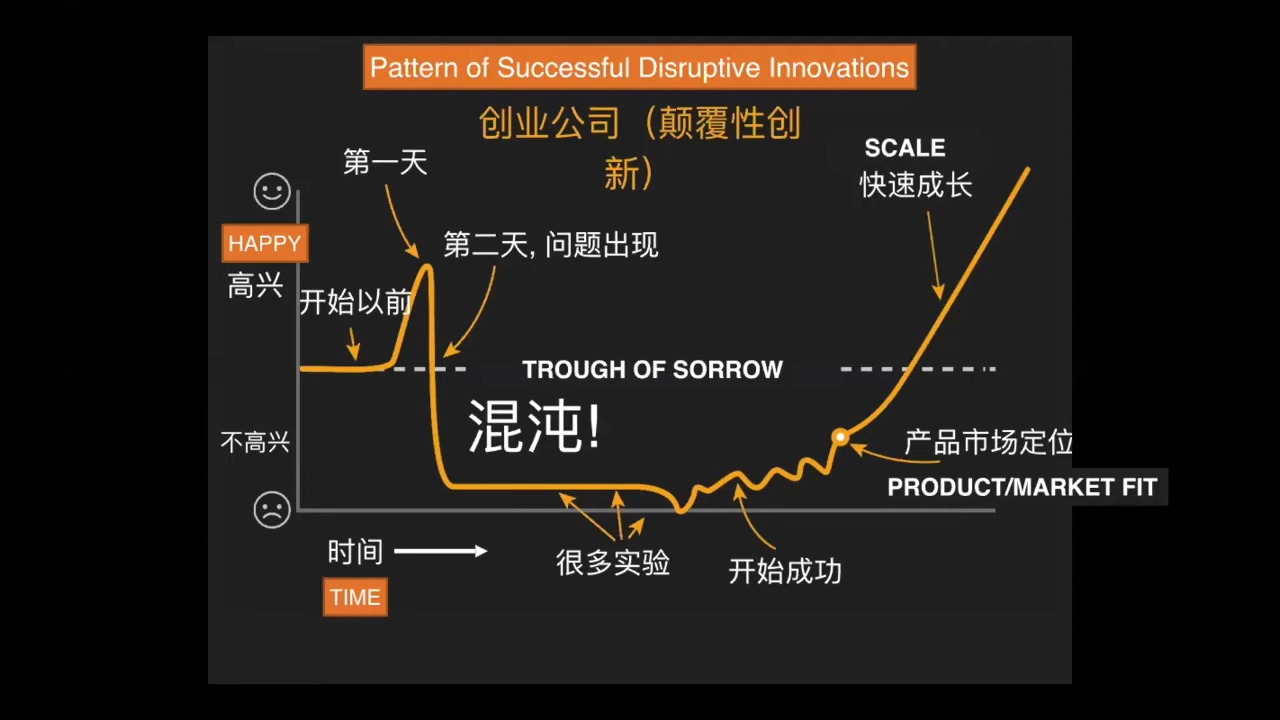 Pattern of Successful Disruptive Innovations
创业公司（颠覆性创
新）
SCALE
快速成长
第一天
第二天, 问题出现
HAPPY
高兴
开始以前
TROUGH OF SORROW
混沌!
不高兴
产品市场定位
PRODUCT/MARKET FIT
时间
TIME
很多实验
开始成功